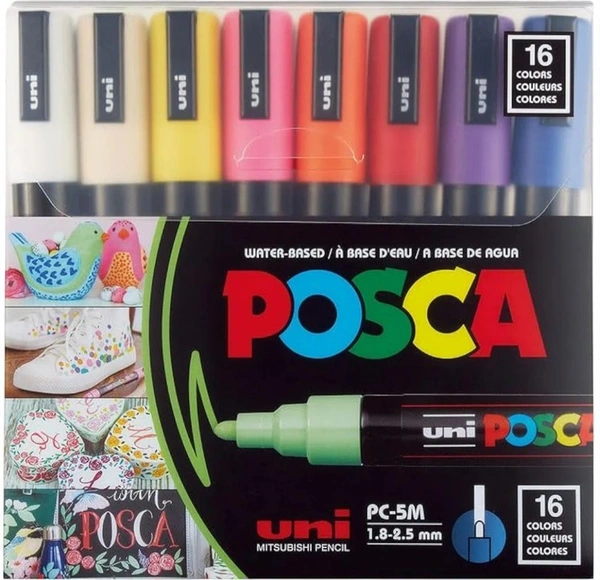 uni
uni
uni
uni
uni
uni
uni
uni
16
COLORS
COULEURS
COLORES
WATER-BASED / À BASE D'EAU / A BASE DE AGUA
POSCA
uni POSCA
POSCA
uni
MITSUBISHI PENCIL
PC-5M
1.8-2.5 mm
16
COLORS
COULEURS
COLORES